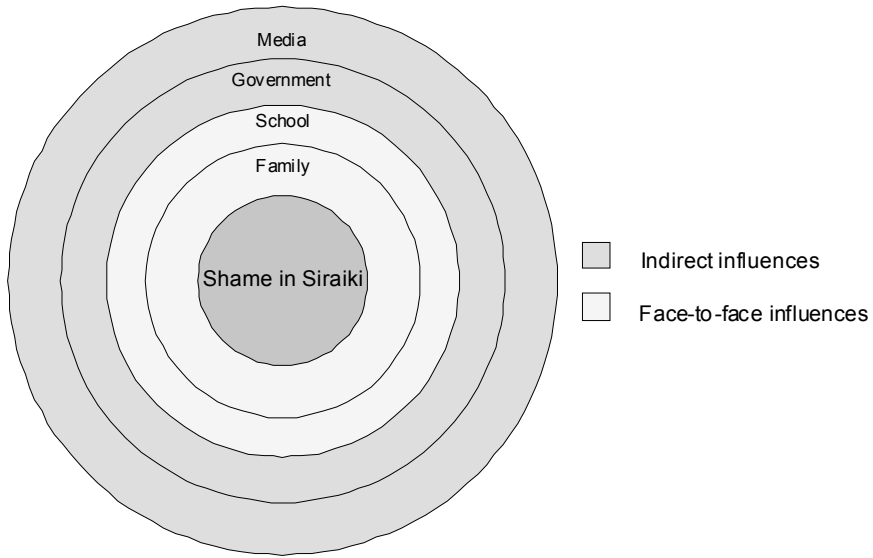 Media
Government
School
Family
Shame in Siraiki
Indirect influences
Face-to-face influences